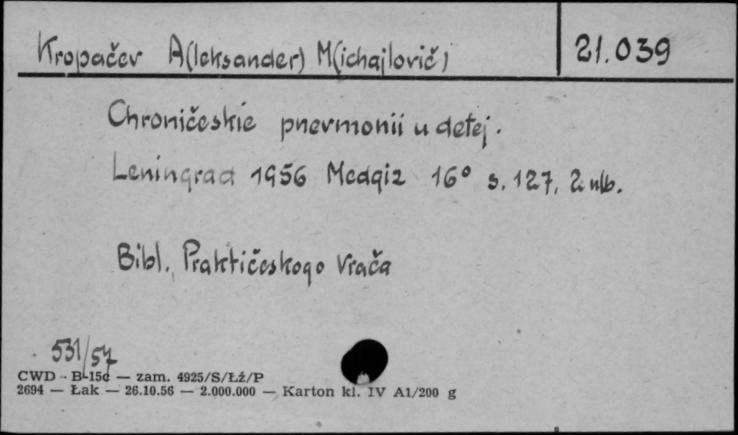 Kropačev A(leksander) M(ichajlovič)
21.039
Chroničeskie pnevmonii u detej.
Leningrad 1956 Medgiz 16° s. 127, 2 nlb.
Bibl. Praktičeskogo Vrača
531/57
CWD - B-15c — zam. 4925/S/Łż/P
2694 — Łak — 26.10.56 — 2.000.000 — Karton kl. IV A1/200 g